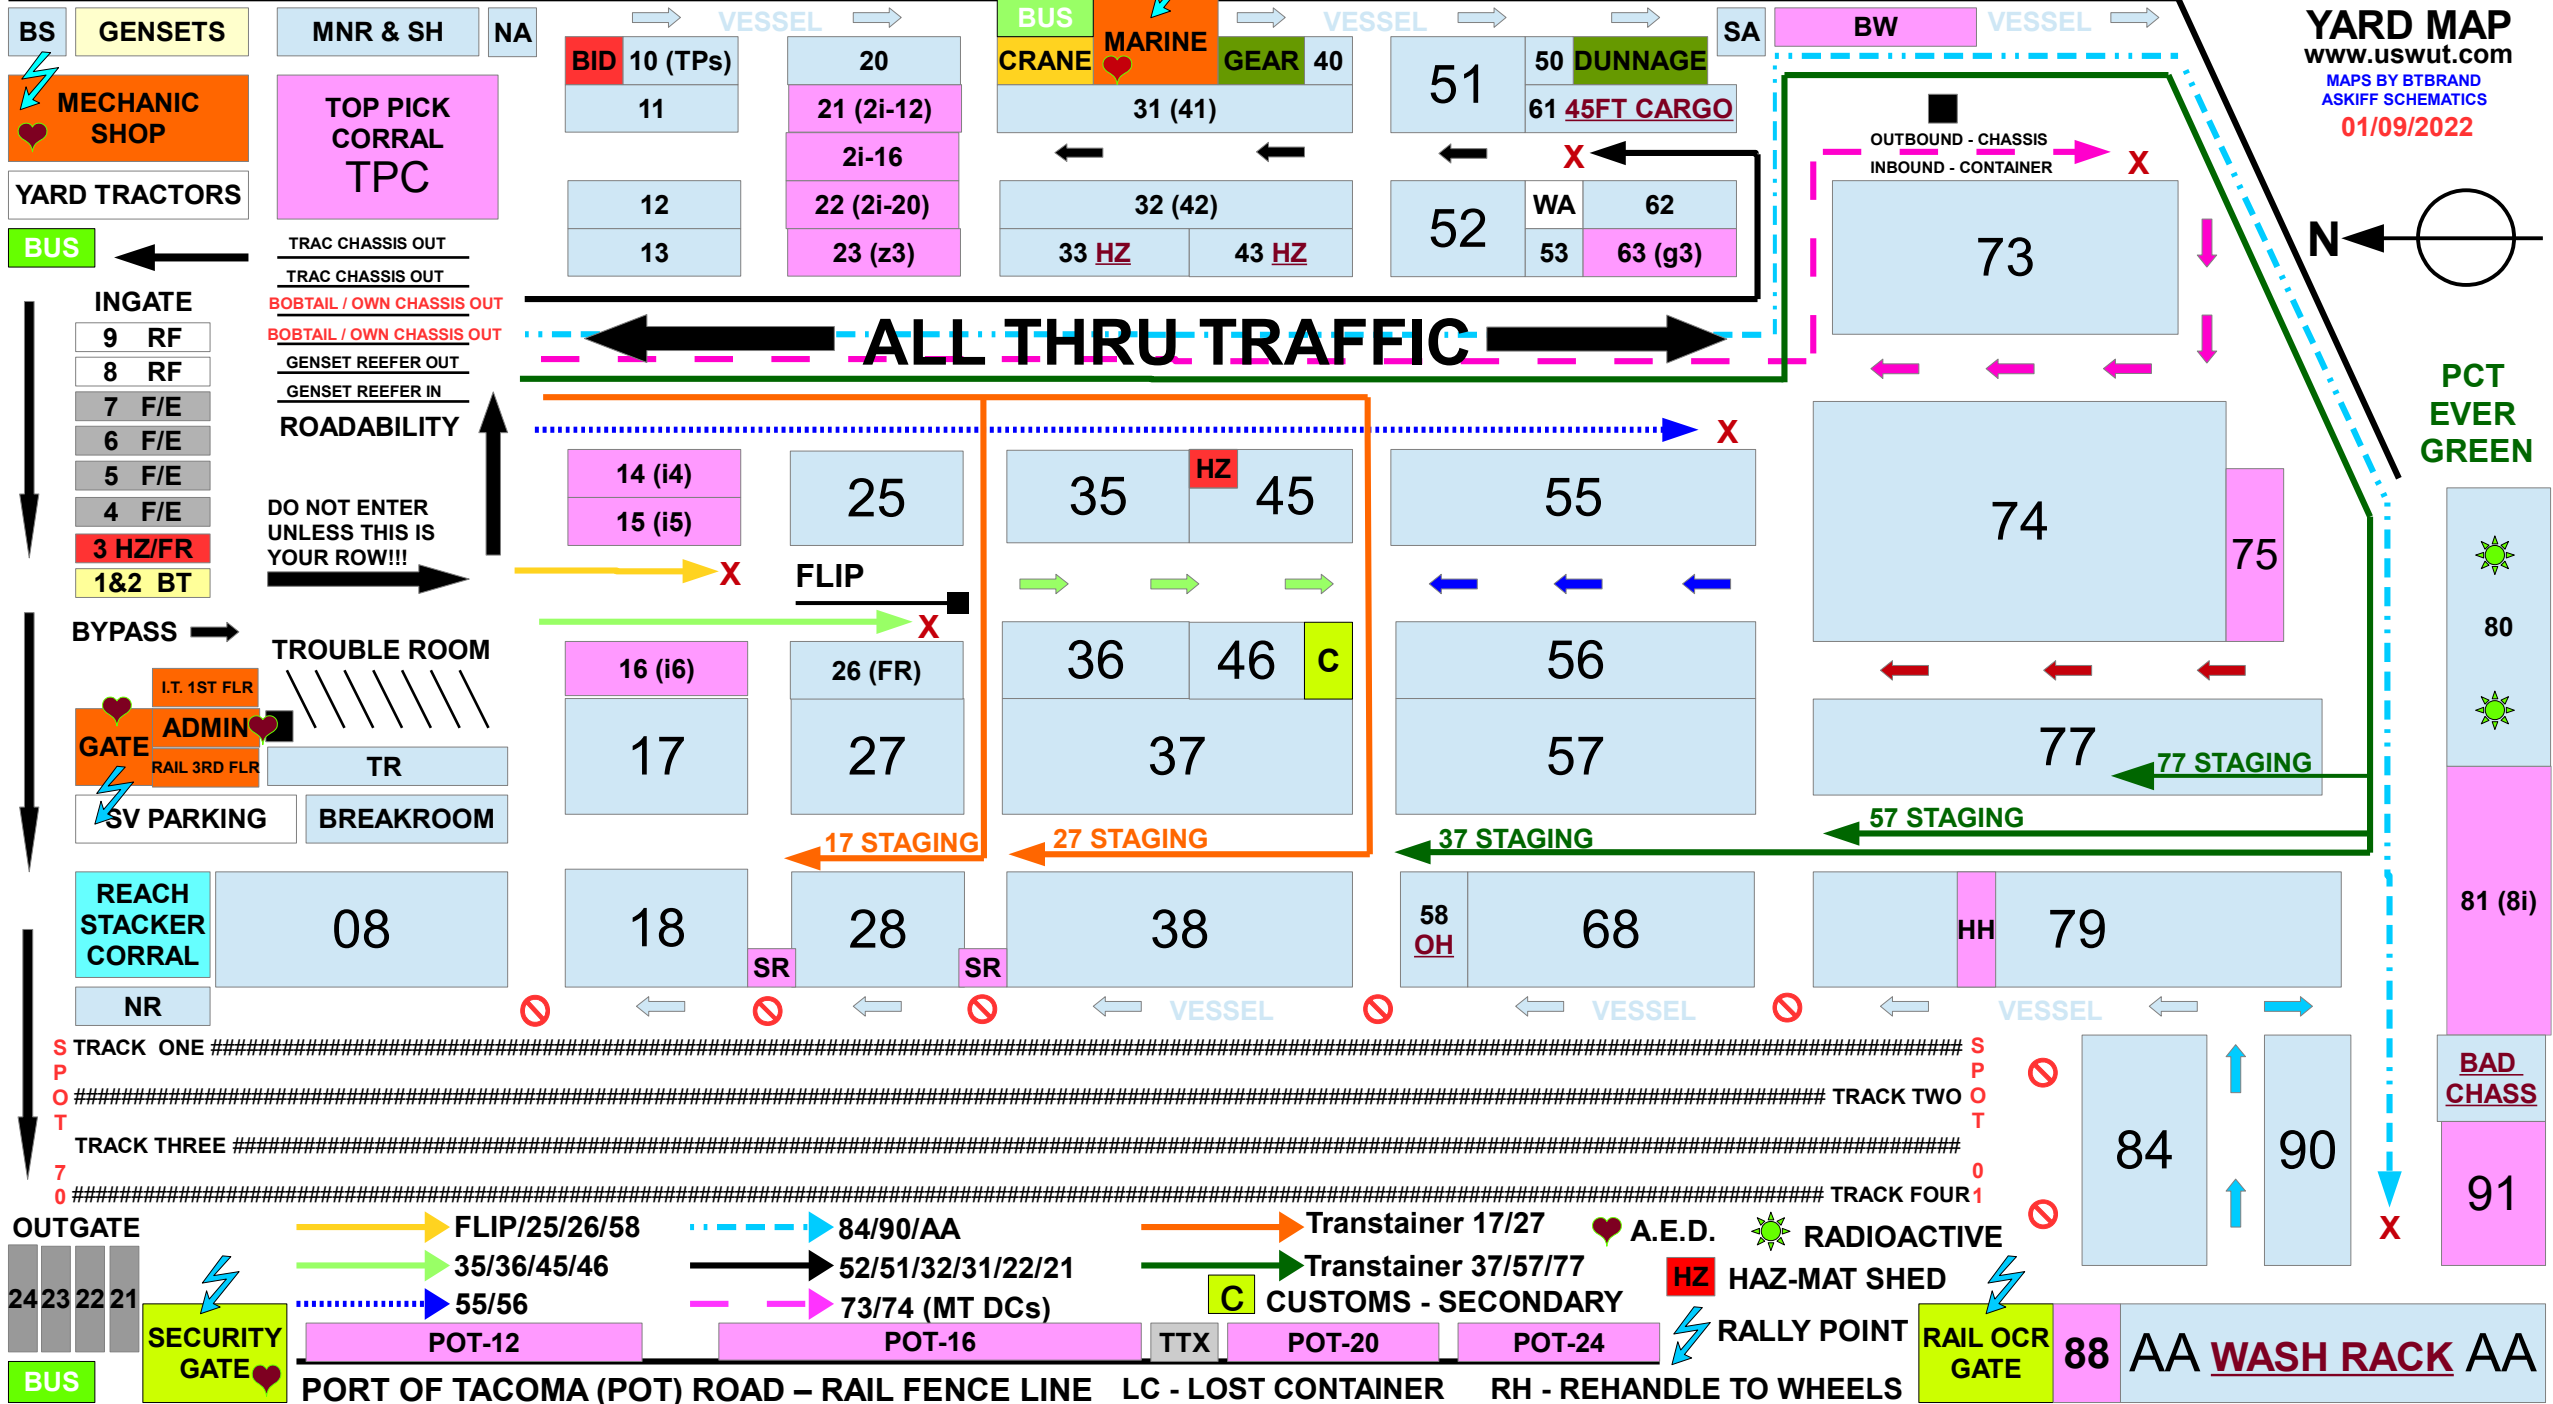 BS
GENSETS
MNR & SH
NA
VESSEL
BUS
MARINE
VESSEL
SA
BW
VESSEL
YARD MAP
www.uswut.com
MAPS BY BTBRAND
ASKIFF SCHEMATICS
01/09/2022
BID
10 (TPs)
20
CRANE
GEAR
40
51
50
DUNNAGE
MECHANIC
SHOP
TOP PICK
CORRAL
TPC
11
21 (2i-12)
31 (41)
61 45FT CARGO
2i-16
X
OUTBOUND - CHASSIS
INBOUND - CONTAINER
X
YARD TRACTORS
12
22 (2i-20)
32 (42)
52
WA
62
73
N
BUS
TRAC CHASSIS OUT
TRAC CHASSIS OUT
BOBTAIL / OWN CHASSIS OUT
BOBTAIL / OWN CHASSIS OUT
GENSET REEFER OUT
GENSET REEFER IN
ROADABILITY
13
23 (z3)
33 HZ
43 HZ
53
63 (g3)
INGATE
9 RF
8 RF
7 F/E
6 F/E
5 F/E
4 F/E
3 HZ/FR
1&2 BT
ALL THRU TRAFFIC
PCT
EVER
GREEN
X
DO NOT ENTER
UNLESS THIS IS
YOUR ROW!!!
14 (i4)
15 (i5)
25
35
HZ
45
55
74
75
X
FLIP
X
80
BYPASS
TROUBLE ROOM
16 (i6)
26 (FR)
36
46
C
56
I.T. 1ST FLR
GATE
ADMIN
RAIL 3RD FLR
TR
17
27
37
57
77
77 STAGING
SV PARKING
BREAKROOM
17 STAGING
27 STAGING
37 STAGING
57 STAGING
REACH
STACKER
CORRAL
08
18
SR
28
SR
38
58
OH
68
HH
79
81 (8i)
NR
VESSEL
VESSEL
VESSEL
SPOT 70
TRACK ONE
TRACK TWO
TRACK THREE
TRACK FOUR
SPOT 01
84
90
BAD
CHASS
91
X
OUTGATE
24
23
22
21
BUS
SECURITY
GATE
FLIP/25/26/58
35/36/45/46
55/56
84/90/AA
52/51/32/31/22/21
73/74 (MT DCs)
Transtainer 17/27
Transtainer 37/57/77
C
CUSTOMS - SECONDARY
A.E.D.
RADIOACTIVE
HZ
HAZ-MAT SHED
RALLY POINT
POT-12
POT-16
TTX
POT-20
POT-24
RAIL OCR
GATE
88
AA WASH RACK AA
PORT OF TACOMA (POT) ROAD – RAIL FENCE LINE
LC - LOST CONTAINER
RH - REHANDLE TO WHEELS